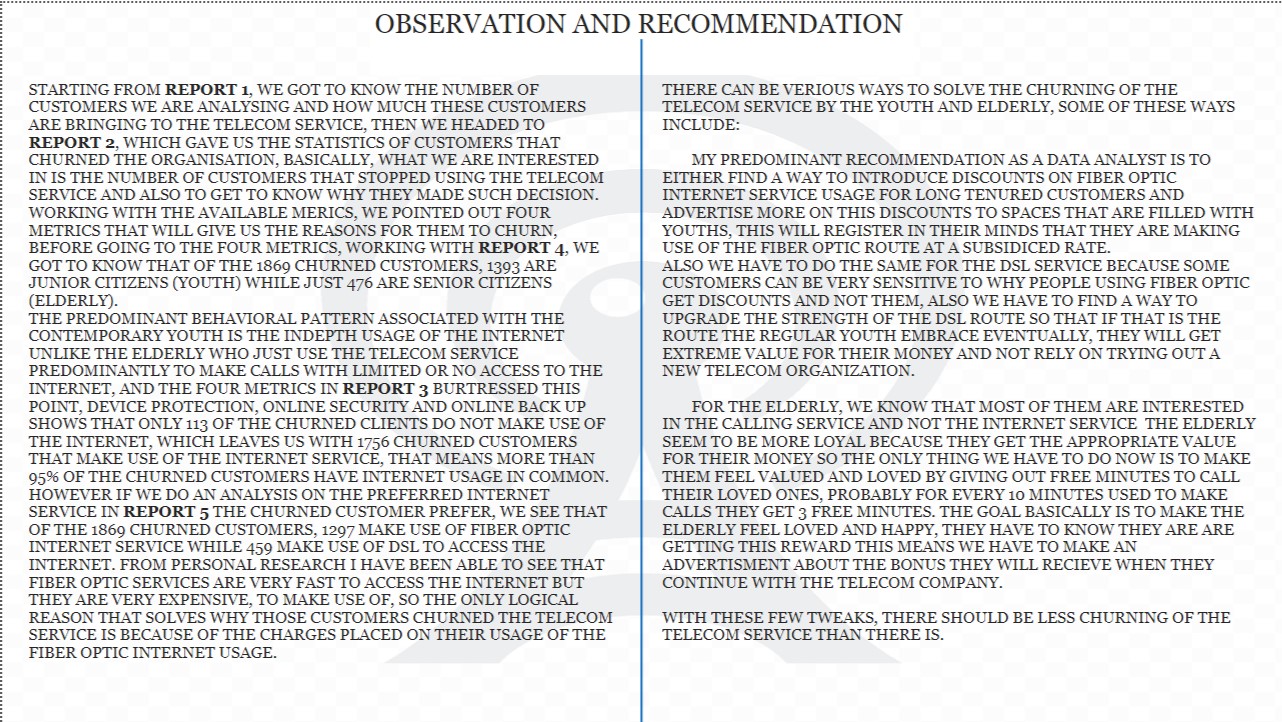 OBSERVATION AND RECOMMENDATION
STARTING FROM REPORT 1, WE GOT TO KNOW THE NUMBER OF
CUSTOMERS WE ARE ANALYSING AND HOW MUCH THESE CUSTOMERS
ARE BRINGING TO THE TELECOM SERVICE, THEN WE HEADED TO
REPORT 2, WHICH GAVE US THE STATISTICS OF CUSTOMERS THAT
CHURNED THE ORGANISATION, BASICALLY, WHAT WE ARE INTERESTED
IN IS THE NUMBER OF CUSTOMERS THAT STOPPED USING THE TELECOM
SERVICE AND ALSO TO GET TO KNOW WHY THEY MADE SUCH DECISION.
WORKING WITH THE AVAILABLE MERICS, WE POINTED OUT FOUR
METRICS THAT WILL GIVE US THE REASONS FOR THEM TO CHURN,
BEFORE GOING TO THE FOUR METRICS, WORKING WITH REPORT 4, WE
GOT TO KNOW THAT OF THE 1869 CHURNED CUSTOMERS, 1393 ARE
JUNIOR CITIZENS (YOUTH) WHILE JUST 476 ARE SENIOR CITIZENS
(ELDERLY).
THE PREDOMINANT BEHAVIORAL PATTERN ASSOCIATED WITH THE
CONTEMPORARY YOUTH IS THE INDEPTH USAGE OF THE INTERNET
UNLIKE THE ELDERLY WHO JUST USE THE TELECOM SERVICE
PREDOMINANTLY TO MAKE CALLS WITH LIMITED OR NO ACCESS TO THE
INTERNET, AND THE FOUR METRICS IN REPORT 3 BURTRESSED THIS
POINT, DEVICE PROTECTION, ONLINE SECURITY AND ONLINE BACK UP
SHOWS THAT ONLY 113 OF THE CHURNED CLIENTS DO NOT MAKE USE OF
THE INTERNET, WHICH LEAVES US WITH 1756 CHURNED CUSTOMERS
THAT MAKE USE OF THE INTERNET SERVICE, THAT MEANS MORE THAN
95% OF THE CHURNED CUSTOMERS HAVE INTERNET USAGE IN COMMON.
HOWEVER IF WE DO AN ANALYSIS ON THE PREFERRED INTERNET
SERVICE IN REPORT 5 THE CHURNED CUSTOMER PREFER, WE SEE THAT
OF THE 1869 CHURNED CUSTOMERS, 1297 MAKE USE OF FIBER OPTIC
INTERNET SERVICE WHILE 459 MAKE USE OF DSL TO ACCESS THE
INTERNET. FROM PERSONAL RESEARCH I HAVE BEEN ABLE TO SEE THAT
FIBER OPTIC SERVICES ARE VERY FAST TO ACCESS THE INTERNET BUT
THEY ARE VERY EXPENSIVE, TO MAKE USE OF, SO THE ONLY LOGICAL
REASON THAT SOLVES WHY THOSE CUSTOMERS CHURNED THE TELECOM
SERVICE IS BECAUSE OF THE CHARGES PLACED ON THEIR USAGE OF THE
FIBER OPTIC INTERNET USAGE.
THERE CAN BE VERIOUS WAYS TO SOLVE THE CHURNING OF THE
TELECOM SERVICE BY THE YOUTH AND ELDERLY, SOME OF THESE WAYS
INCLUDE:
MY PREDOMINANT RECOMMENDATION AS A DATA ANALYST IS TO
EITHER FIND A WAY TO INTRODUCE DISCOUNTS ON FIBER OPTIC
INTERNET SERVICE USAGE FOR LONG TENURED CUSTOMERS AND
ADVERTISE MORE ON THIS DISCOUNTS TO SPACES THAT ARE FILLED WITH
YOUTHS, THIS WILL REGISTER IN THEIR MINDS THAT THEY ARE MAKING
USE OF THE FIBER OPTIC ROUTE AT A SUBSIDICED RATE.
ALSO WE HAVE TO DO THE SAME FOR THE DSL SERVICE BECAUSE SOME
CUSTOMERS CAN BE VERY SENSITIVE TO WHY PEOPLE USING FIBER OPTIC
GET DISCOUNTS AND NOT THEM, ALSO WE HAVE TO FIND A WAY TO
UPGRADE THE STRENGTH OF THE DSL ROUTE SO THAT IF THAT IS THE
ROUTE THE REGULAR YOUTH EMBRACE EVENTUALLY, THEY WILL GET
EXTREME VALUE FOR THEIR MONEY AND NOT RELY ON TRYING OUT A
NEW TELECOM ORGANIZATION.
FOR THE ELDERLY, WE KNOW THAT MOST OF THEM ARE INTERESTED
IN THE CALLING SERVICE AND NOT THE INTERNET SERVICE THE ELDERLY
SEEM TO BE MORE LOYAL BECAUSE THEY GET THE APPROPRIATE VALUE
FOR THEIR MONEY SO THE ONLY THING WE HAVE TO DO NOW IS TO MAKE
THEM FEEL VALUED AND LOVED BY GIVING OUT FREE MINUTES TO CALL
THEIR LOVED ONES, PROBABLY FOR EVERY 10 MINUTES USED TO MAKE
CALLS THEY GET 3 FREE MINUTES. THE GOAL BASICALLY IS TO MAKE THE
ELDERLY FEEL LOVED AND HAPPY, THEY HAVE TO KNOW THEY ARE ARE
GETTING THIS REWARD THIS MEANS WE HAVE TO MAKE AN
ADVERTISMENT ABOUT THE BONUS THEY WILL RECIEVE WHEN THEY
CONTINUE WITH THE TELECOM COMPANY.
WITH THESE FEW TWEAKS, THERE SHOULD BE LESS CHURNING OF THE
TELECOM SERVICE THAN THERE IS.